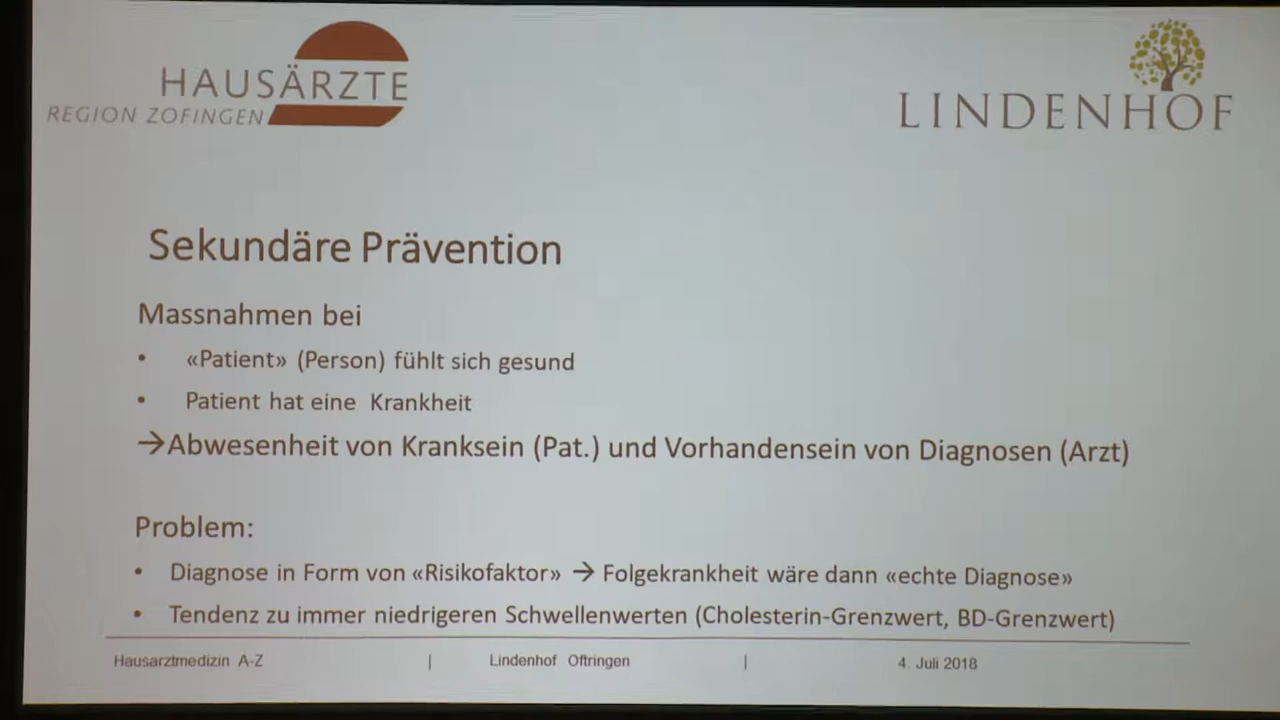 HAUSÄRZTE
REGION ZOFINGEN
LINDENHOF
Sekundäre Prävention
Massnahmen bei
• «Patient» (Person) fühlt sich gesund
• Patient hat eine Krankheit
→Abwesenheit von Kranksein (Pat.) und Vorhandensein von Diagnosen (Arzt)
Problem:
• Diagnose in Form von «Risikofaktor» → Folgekrankheit wäre dann «echte Diagnose»
• Tendenz zu immer niedrigeren Schwellenwerten (Cholesterin-Grenzwert, BD-Grenzwert)
Hausarztmedizin A-Z | Lindenhof Oftringen | 4. Juli 2018